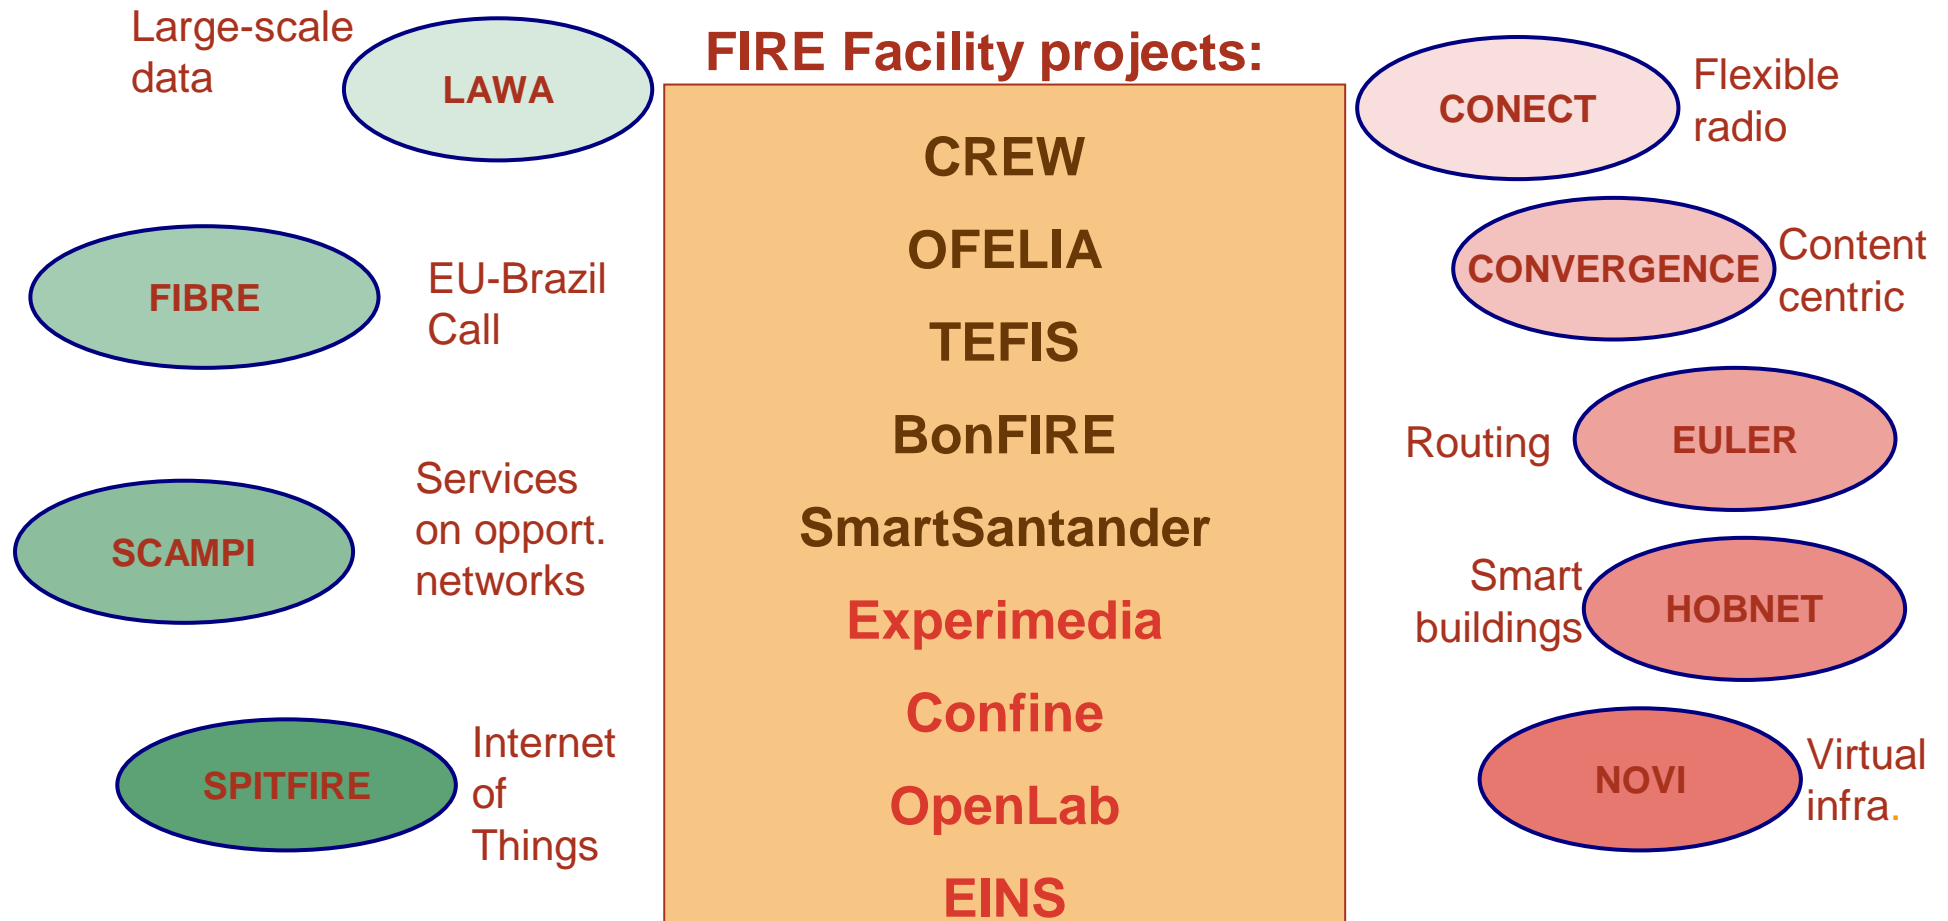 Large-scale
data
LAWA
FIBRE
EU-Brazil
Call
SCAMPI
Services
on opport.
networks
SPITFIRE
Internet
of
Things
FIRE Facility projects:
CREW
OFELIA
TEFIS
BonFIRE
SmartSantander
Experimedia
Confine
OpenLab
EINS
CONECT
Flexible
radio
CONVERGENCE
Content
centric
Routing
EULER
Smart
buildings
HOBNET
NOVI
Virtual
infra.